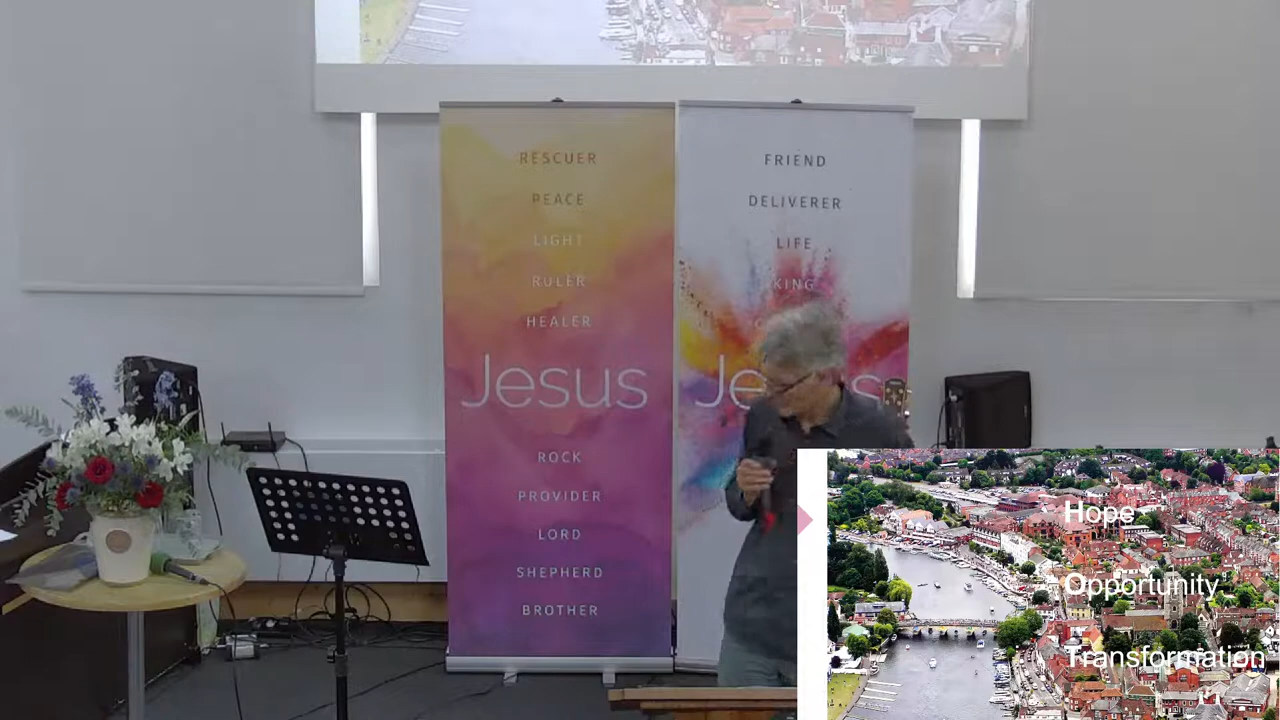 RESCUER
PEACE
LIGHT
RULER
HEALER
Jesus
ROCK
PROVIDER
LORD
SHEPHERD
BROTHER
FRIEND
DELIVERER
LIFE
KING
Hope
Opportunity
Transformation